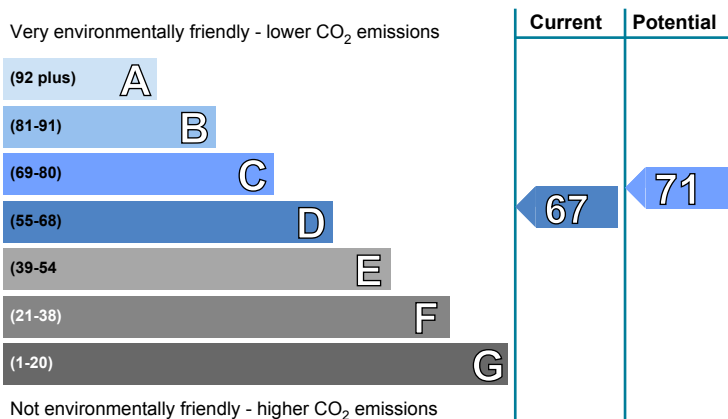 Current Potential
Very environmentally friendly - lower CO2 emissions
(92 plus) A
(81-91) B
(69-80) C
71
(55-68) D
67
(39-54 E
(21-38) F
(1-20) G
Not environmentally friendly - higher CO2 emissions